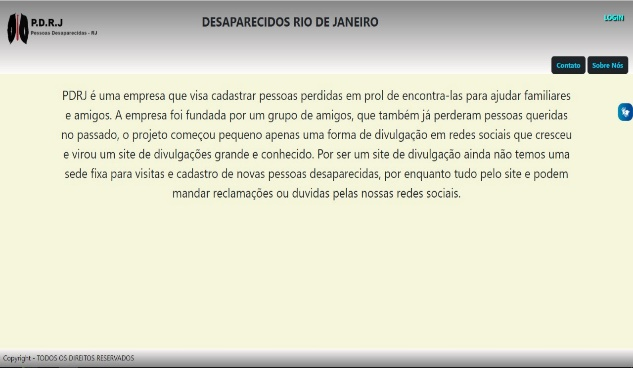 P.D.R.J
Pessoas Desaparecidas - RJ
DESAPARECIDOS RIO DE JANEIRO
LOGIN
Contato
Sobre Nós
PDRJ é uma empresa que visa cadastrar pessoas perdidas em prol de encontra-las para ajudar familiares
e amigos. A empresa foi fundada por um grupo de amigos, que também já perderam pessoas queridas
no passado, o projeto começou pequeno apenas uma forma de divulgação em redes sociais que cresceu
e virou um site de divulgações grande e conhecido. Por ser um site de divulgação ainda não temos uma
sede fixa para visitas e cadastro de novas pessoas desaparecidas, por enquanto tudo pelo site e podem
mandar reclamações ou duvidas pelas nossas redes sociais.
Copyright - TODOS OS DIREITOS RESERVADOS